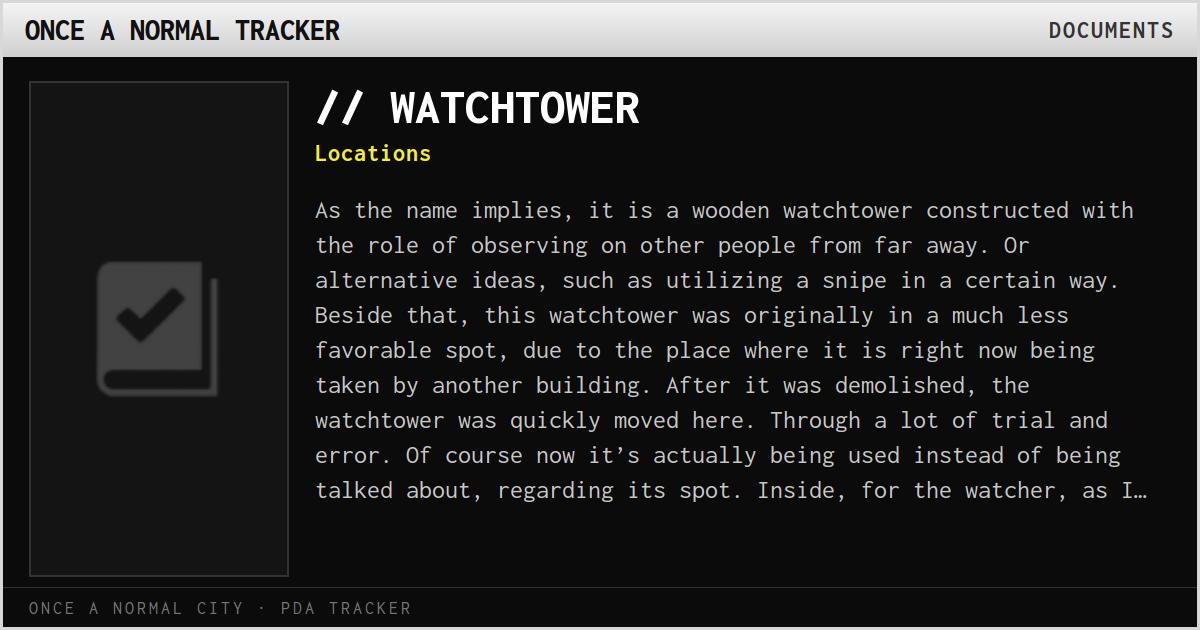 ONCE A NORMAL TRACKER
DOCUMENTS
// WATCHTOWER
Locations
As the name implies, it is a wooden watchtower constructed with
the role of observing on other people from far away. Or
alternative ideas, such as utilizing a snipe in a certain way.
Beside that, this watchtower was originally in a much less
favorable spot, due to the place where it is right now being
taken by another building. After it was demolished, the
watchtower was quickly moved here. Through a lot of trial and
error. Of course now it’s actually being used instead of being
talked about, regarding its spot. Inside, for the watcher, as I…
ONCE A NORMAL CITY · PDA TRACKER